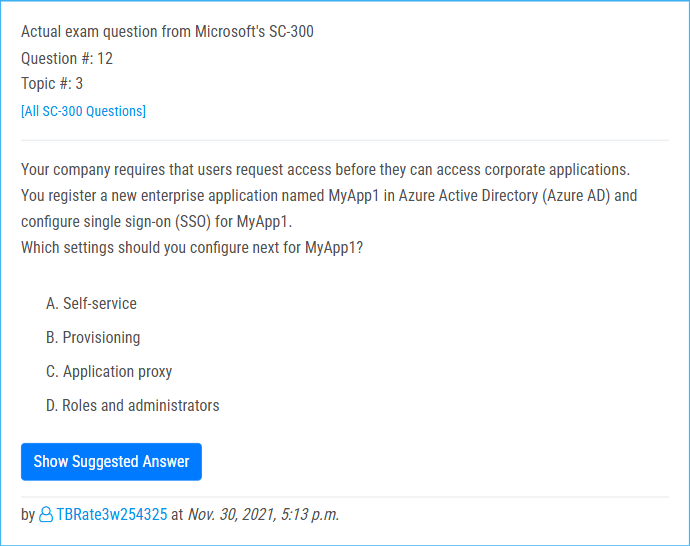 Actual exam question from Microsoft's SC-300
Question #: 12
Topic #: 3
[All SC-300 Questions]
Your company requires that users request access before they can access corporate applications.
You register a new enterprise application named MyApp1 in Azure Active Directory (Azure AD) and
configure single sign-on (SSO) for MyApp1.
Which settings should you configure next for MyApp1?
A. Self-service
B. Provisioning
C. Application proxy
D. Roles and administrators
Show Suggested Answer
by TBRate3w254325 at Nov. 30, 2021, 5:13 p.m.